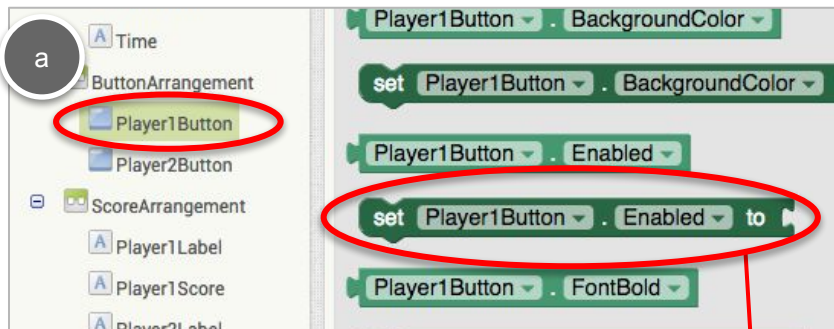 a
Time
ButtonArrangement
Player1Button
Player2Button
ScoreArrangement
Player1Label
Player1Score
Player2Label
Player1Button . BackgroundColor
set Player1Button . BackgroundColor
Player1Button . Enabled
set Player1Button . Enabled to
Player1Button . FontBold